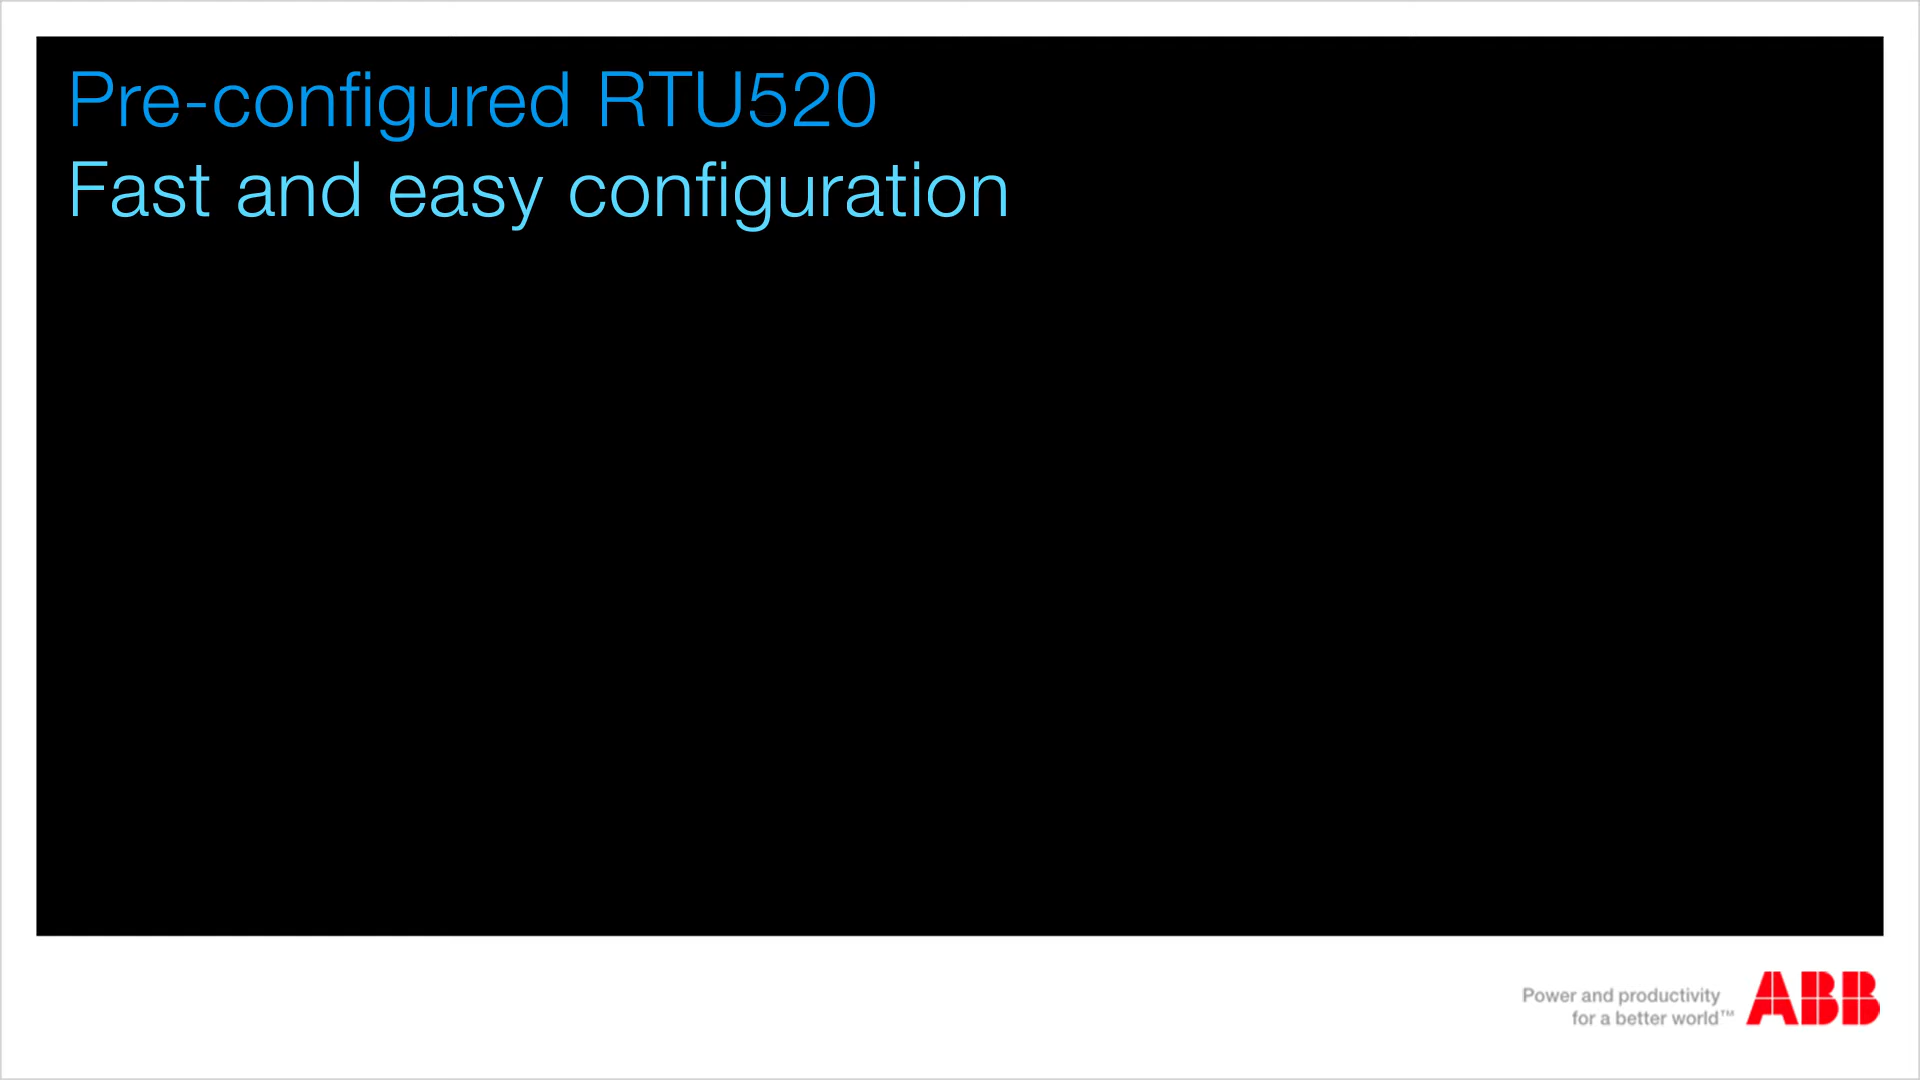 Pre-configured RTU520
Fast and easy configuration
Power and productivity
for a better world™
ABB